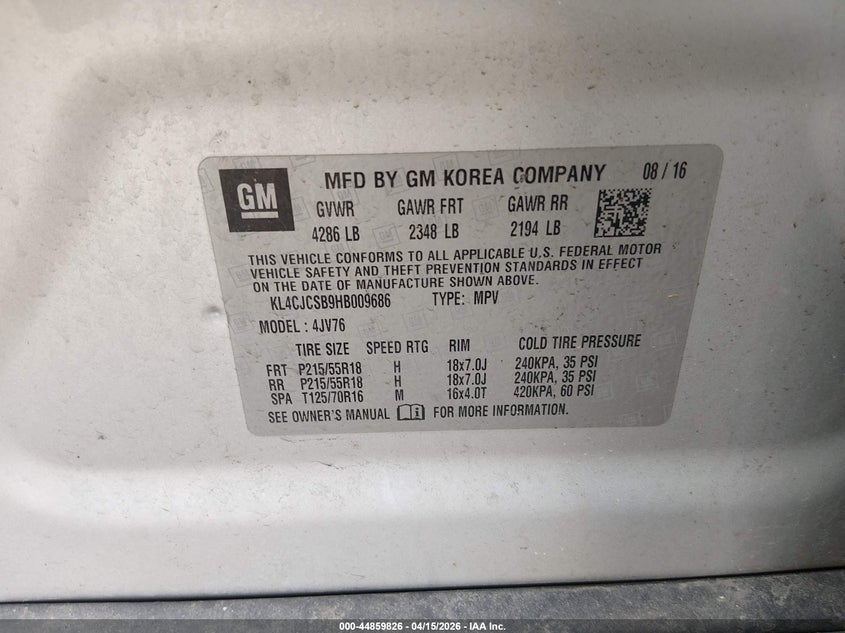 GM
MFD BY GM KOREA COMPANY 08 / 16
GVWR GAWR FRT GAWR RR
4286 LB 2348 LB 2194 LB
THIS VEHICLE CONFORMS TO ALL APPLICABLE U.S. FEDERAL MOTOR
VEHICLE SAFETY AND THEFT PREVENTION STANDARDS IN EFFECT
ON THE DATE OF MANUFACTURE SHOWN ABOVE.
KL4CJCSB9HB009686 TYPE: MPV
MODEL : 4JV76
TIRE SIZE SPEED RTG RIM COLD TIRE PRESSURE
FRT P215/55R18 H 18x7.0J 240KPA, 35 PSI
RR P215/55R18 H 18x7.0J 240KPA, 35 PSI
SPA T125/70R16 M 16x4.0T 420KPA, 60 PSI
SEE OWNER'S MANUAL FOR MORE INFORMATION.
000-44859826 - 04/15/2026 - IAA Inc.